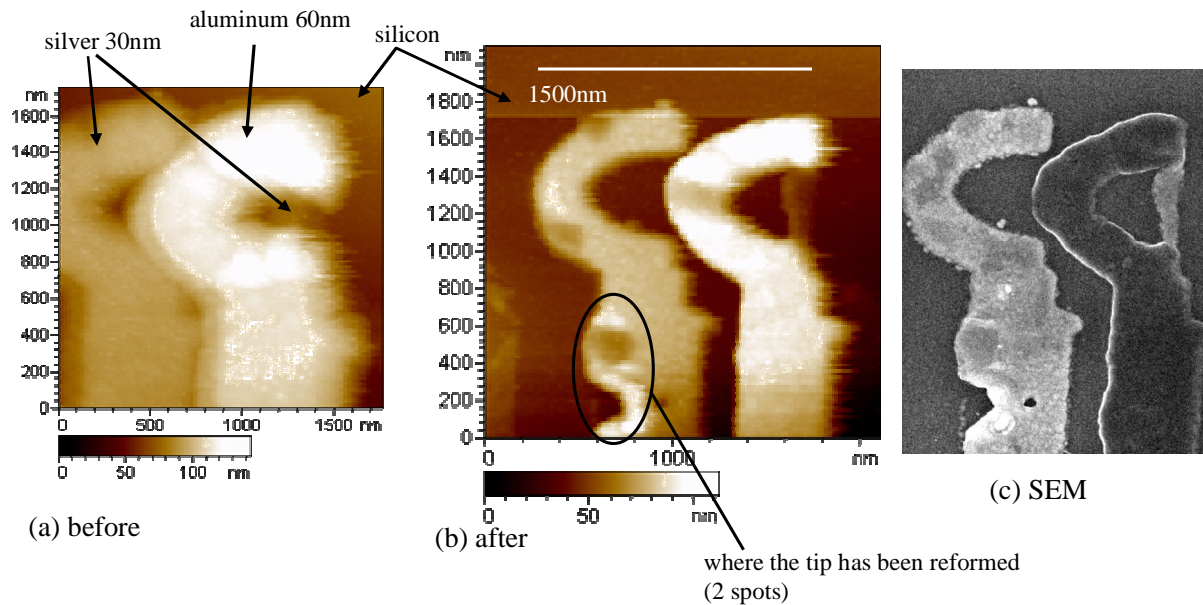 aluminum 60nm
silver 30nm
silicon
nm
1600
1400
1200
1000
800
600
400
200
0
0 500 1000 1500 nm
0 50 100 nm
(a) before
nm
1500nm
1800
1600
1400
1200
1000
800
600
400
200
0
0 1000 nm
0 50 nm
(b) after
where the tip has been reformed
(2 spots)
(c) SEM